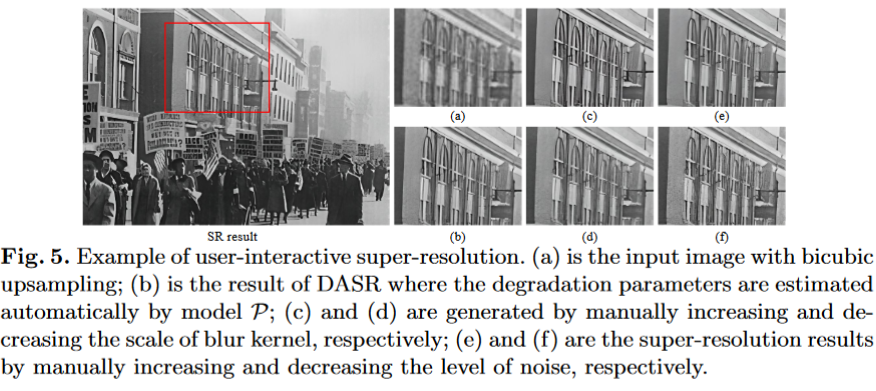 E
ION
S
M
(a)
(c)
(e)
SR result
(b)
(d)
(f)
Fig. 5. Example of user-interactive super-resolution. (a) is the input image with bicubic
upsampling; (b) is the result of DASR where the degradation parameters are estimated
automatically by model 𝒫; (c) and (d) are generated by manually increasing and de-
creasing the scale of blur kernel, respectively; (e) and (f) are the super-resolution results
by manually increasing and decreasing the level of noise, respectively.